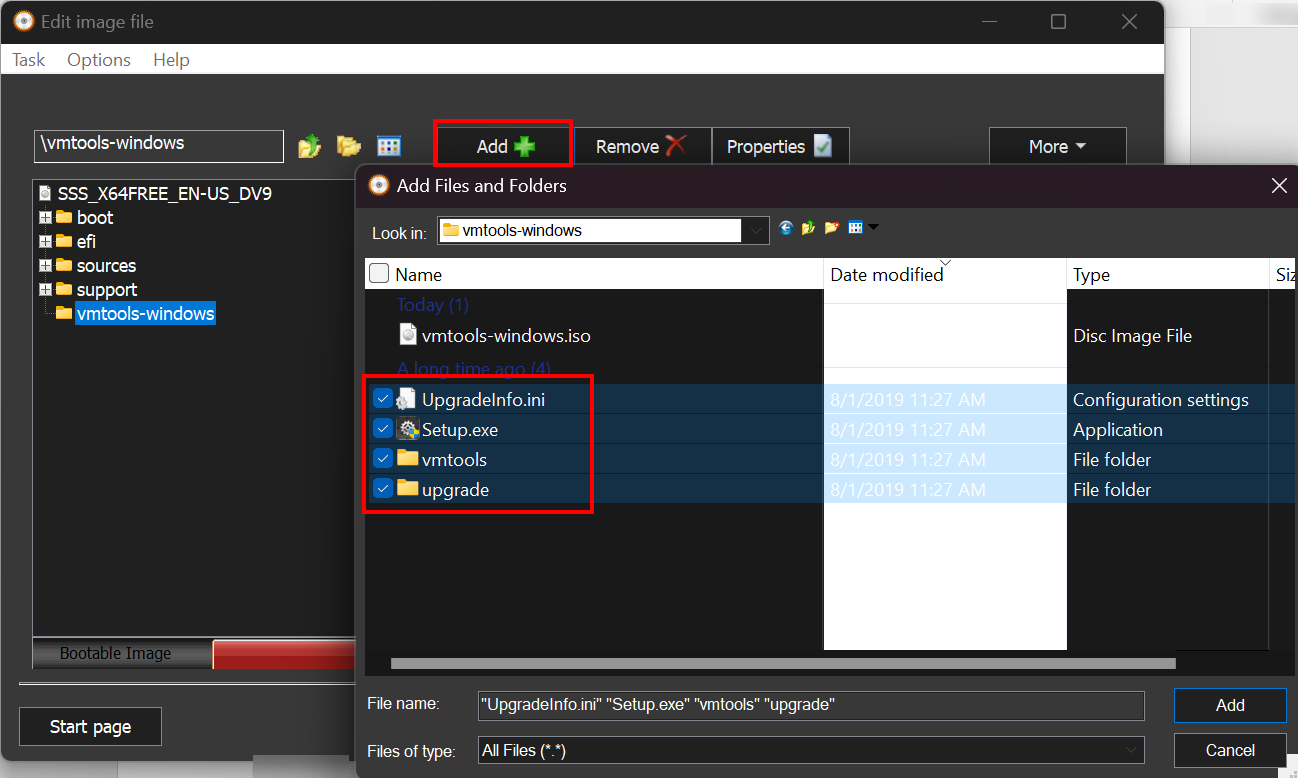 Edit image file
Task Options Help
\vmtools-windows
Add
Remove
Properties
More
SSS_X64FREE_EN-US_DV9
boot
efi
sources
support
vmtools-windows
Bootable Image
Start page
Add Files and Folders
Look in: vmtools-windows
Name Date modified Type Siz
Today (1)
vmtools-windows.iso Disc Image File
A long time ago (4)
UpgradeInfo.ini 8/1/2019 11:27 AM Configuration settings
Setup.exe 8/1/2019 11:27 AM Application
vmtools 8/1/2019 11:27 AM File folder
upgrade 8/1/2019 11:27 AM File folder
File name: "UpgradeInfo.ini" "Setup.exe" "vmtools" "upgrade" Add
Files of type: All Files (*.*) Cancel